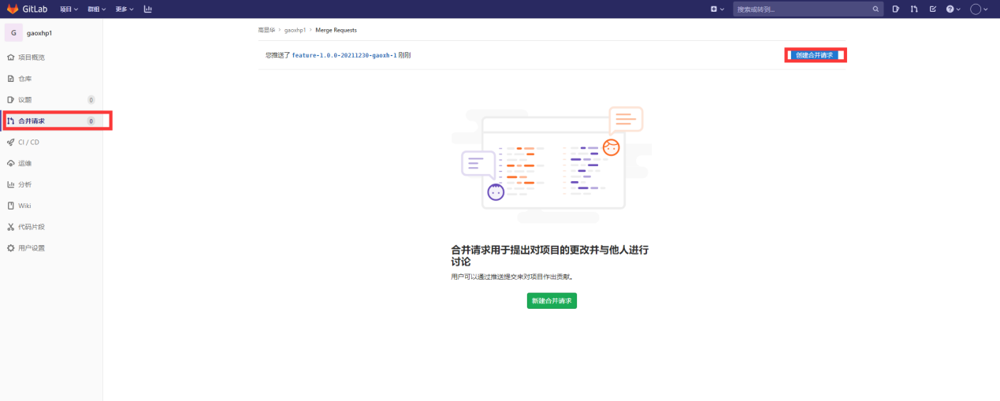 GitLab 项目 群组 更多 搜索或转到...
G gaoxhp1
项目概览
仓库
议题 0
合并请求 0
CI / CD
运维
分析
Wiki
代码片段
用户设置
高显华 > gaoxhp1 > Merge Requests
您推送了 feature-1.0.0-20211230-gaoxh-1 刚刚
创建合并请求
合并请求用于提出对项目的更改并与他人进行
讨论
用户可以通过推送提交来对项目作出贡献。
新建合并请求